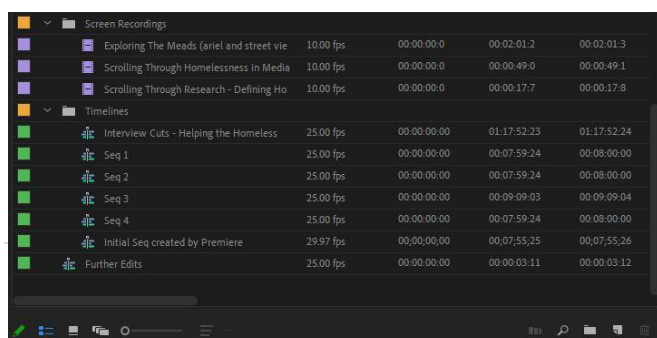 Screen Recordings
Exploring The Meads (ariel and street vie 10.00 fps 00:00:00:0 00:02:01:2 00:02:01:3
Scrolling Through Homelessness in Media 10.00 fps 00:00:00:0 00:00:49:0 00:00:49:1
Scrolling Through Research - Defining Ho 10.00 fps 00:00:00:0 00:00:17:7 00:00:17:8
Timelines
Interview Cuts - Helping the Homeless 25.00 fps 00:00:00:00 01:17:52:23 01:17:52:24
Seq 1 25.00 fps 00:00:00:00 00:07:59:24 00:08:00:00
Seq 2 25.00 fps 00:00:00:00 00:07:59:24 00:08:00:00
Seq 3 25.00 fps 00:00:00:00 00:09:09:03 00:09:09:04
Seq 4 25.00 fps 00:00:00:00 00:07:59:24 00:08:00:00
Initial Seq created by Premiere 29.97 fps 00;00;00;00 00;07;55;25 00;07;55;26
Further Edits 25.00 fps 00:00:00:00 00:00:03:11 00:00:03:12